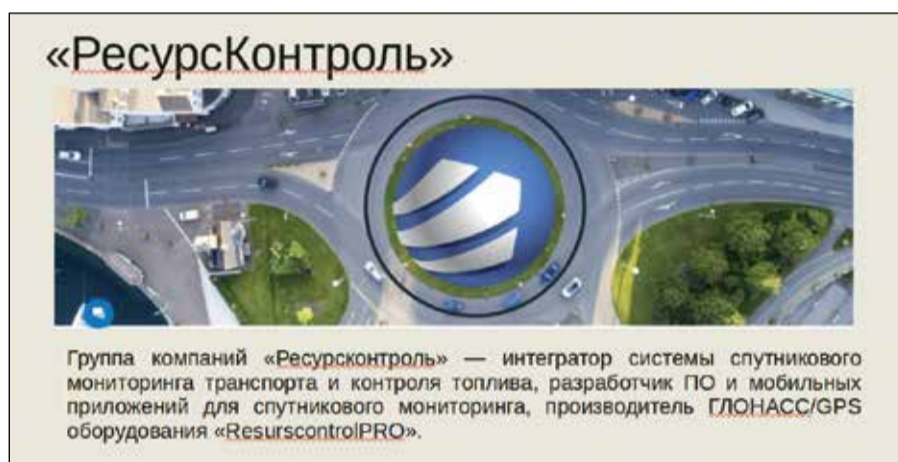 «РесурсКонтроль»
Группа компаний «Ресурсконтроль» — интегратор системы спутникового
мониторинга транспорта и контроля топлива, разработчик ПО и мобильных
приложений для спутникового мониторинга, производитель ГЛОНАСС/GPS
оборудования «ResurscontrolPRO».